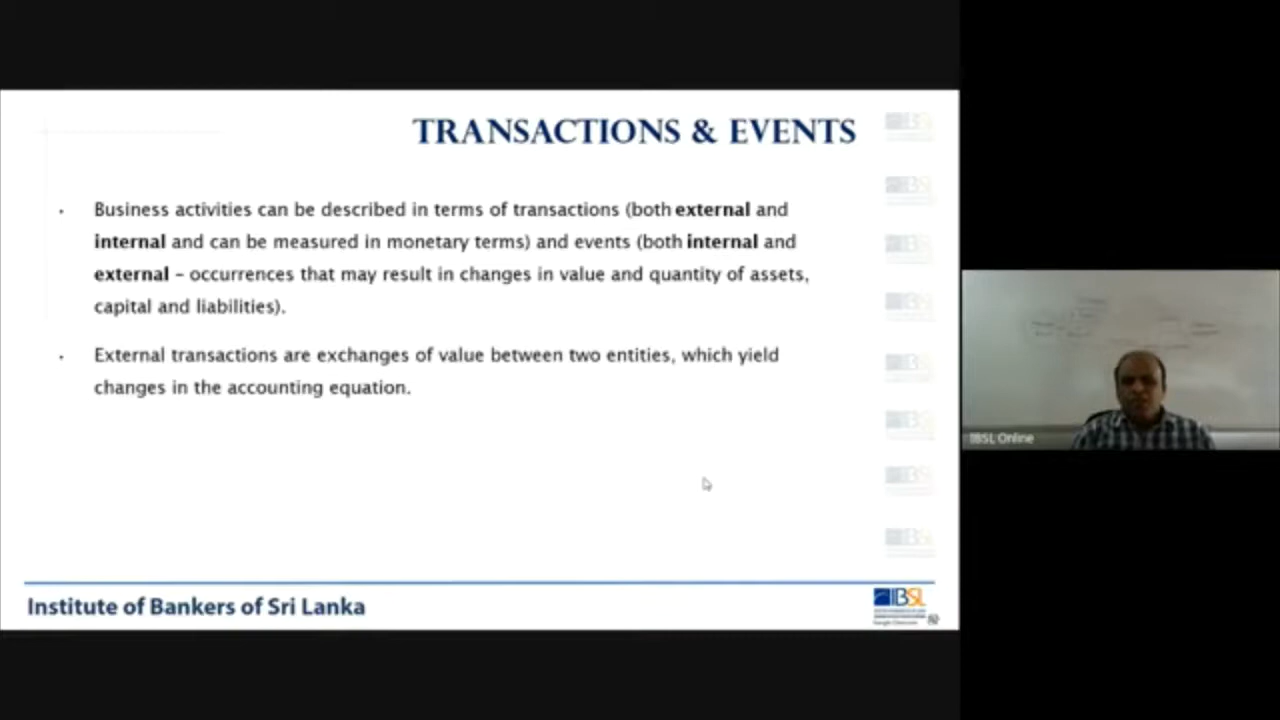 TRANSACTIONS & EVENTS
Business activities can be described in terms of transactions (both external and
internal and can be measured in monetary terms) and events (both internal and
external – occurrences that may result in changes in value and quantity of assets,
capital and liabilities).
External transactions are exchanges of value between two entities, which yield
changes in the accounting equation.
IBSL Online
Institute of Bankers of Sri Lanka
IBSL